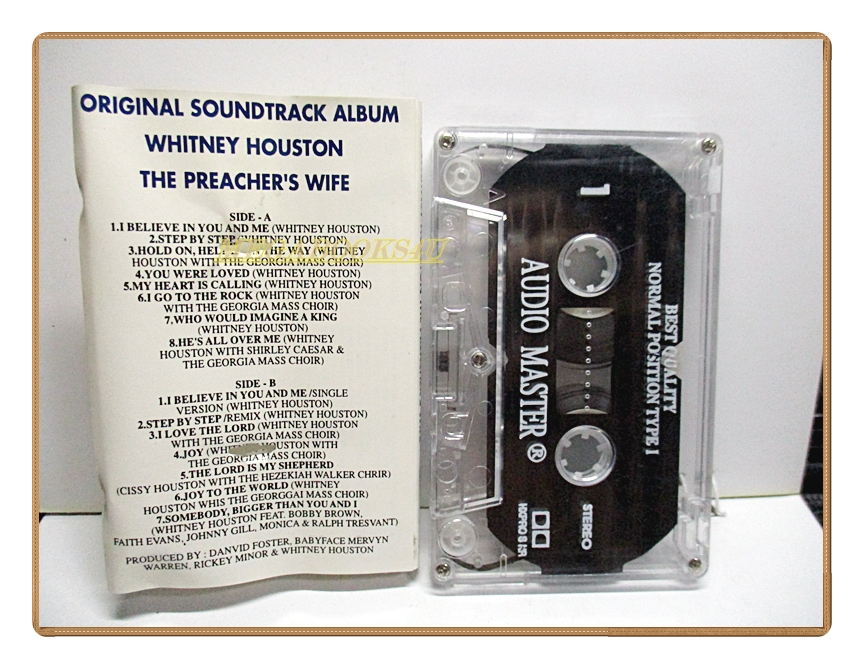 ORIGINAL SOUNDTRACK ALBUM
WHITNEY HOUSTON
THE PREACHER'S WIFE
SIDE - A
1.I BELIEVE IN YOU AND ME (WHITNEY HOUSTON)
2.STEP BY STEP (WHITNEY HOUSTON)
3.HOLD ON, THE WAY WHITNEY
HOUSTON WITH THE GEORGIA MASS CHOIR)
4.YOU WERE LOVED (WHITNEY HOUSTON)
5.MY HEART IS CALLING (WHITNEY HOUSTON)
6.I GO TO THE ROCK (WHITNEY HOUSTON
WITH THE GEORGIA MASS CHOIR)
7,WHO WOULD IMAGINE A KING
(WHITNEY HOUSTON)
8.HE'S ALL OVER ME (WHITNEY
HOUSTON WITH SHIRLEY CAESAR &
THE GEORGIA MASS CHOIR)
SIDE - B
1.I BELIEVE IN YOU AND ME /SINGLE
VERSION (WHITNEY HOUSTON)
2.STEP BY STEP /REMIX (WHITNEY HOUSTON)
3.I LOVE THE LORD (WHITNEY HOUSTON
WITH THE GEORGIA MASS CHOIR)
4.JOY HOUSTON WITH
THE GEORGIA MASS CHOIR)
5.THE LORD IS MY SHEPHERD
(CISSY HOUSTON WITH THE HEZEKIAH WALKER CHRIR)
6.JOY TO THE WORLD (WHITNEY
HOUSTON WHIS THE GEORGGAI MASS CHOIR)
7.SOMEBODY, BIGGER THAN YOU AND I
(WHITNEY HOUSTON FEAT. BOBBY BROWN,
FAITH EVANS, JOHNNY GILL, MONICA & RALPH TRESVANT)
PRODUCED BY : DANVID FOSTER, BABYFACE MERVYN
WARREN, RICKEY MINOR & WHITNEY HOUSTON
1
AUDIO MASTER ®
BEST QUALITY
NORMAL POSITION TYPE I
STEREO